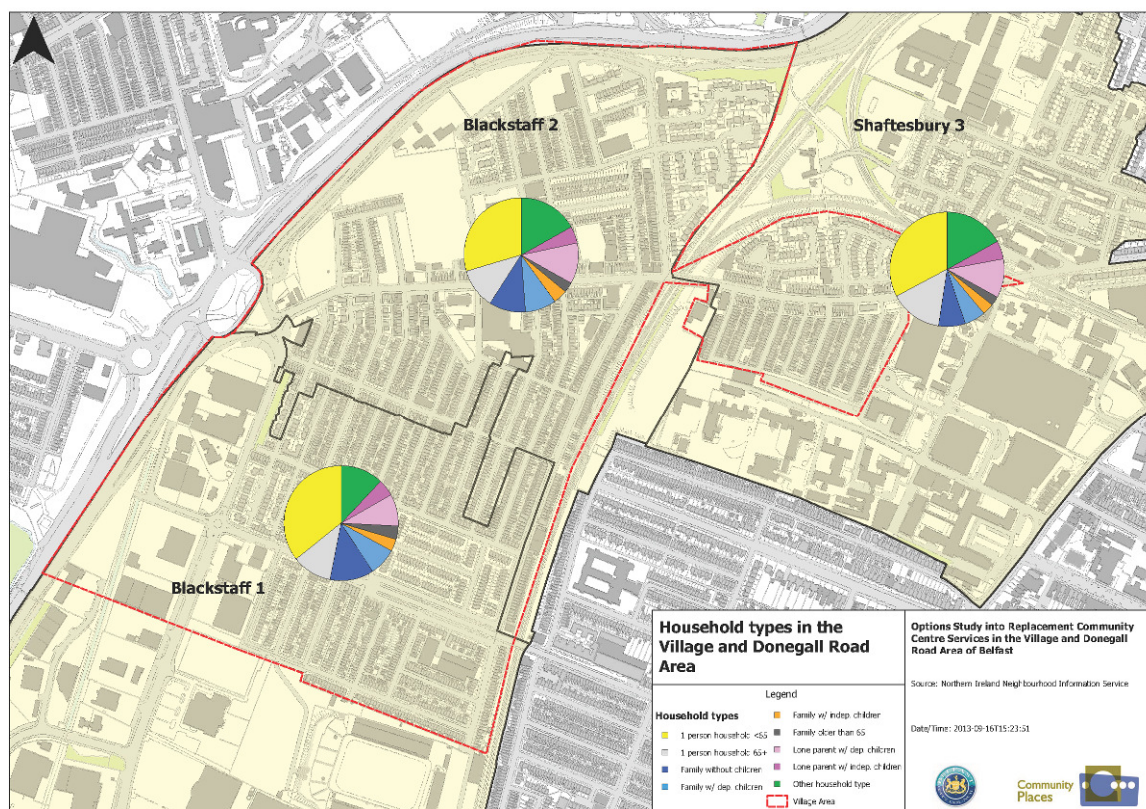 Blackstaff 2
Shaftesbury 3
Blackstaff 1
Household types in the
Village and Donegall Road
Area
Legend
Household types
1 person household <65
1 person household 65+
Family without children
Family w/ dep. children
Family w/ indep. children
Family older than 65
Lone parent w/ dep. children
Lone parent w/ indep. children
Other household type
Village Area
Options Study into Replacement Community
Centre Services in the Village and Donegall
Road Area of Belfast
Source: Northern Ireland Neighbourhood Information Service
Date/Time: 2013-09-16T15:23:51
Community
Places